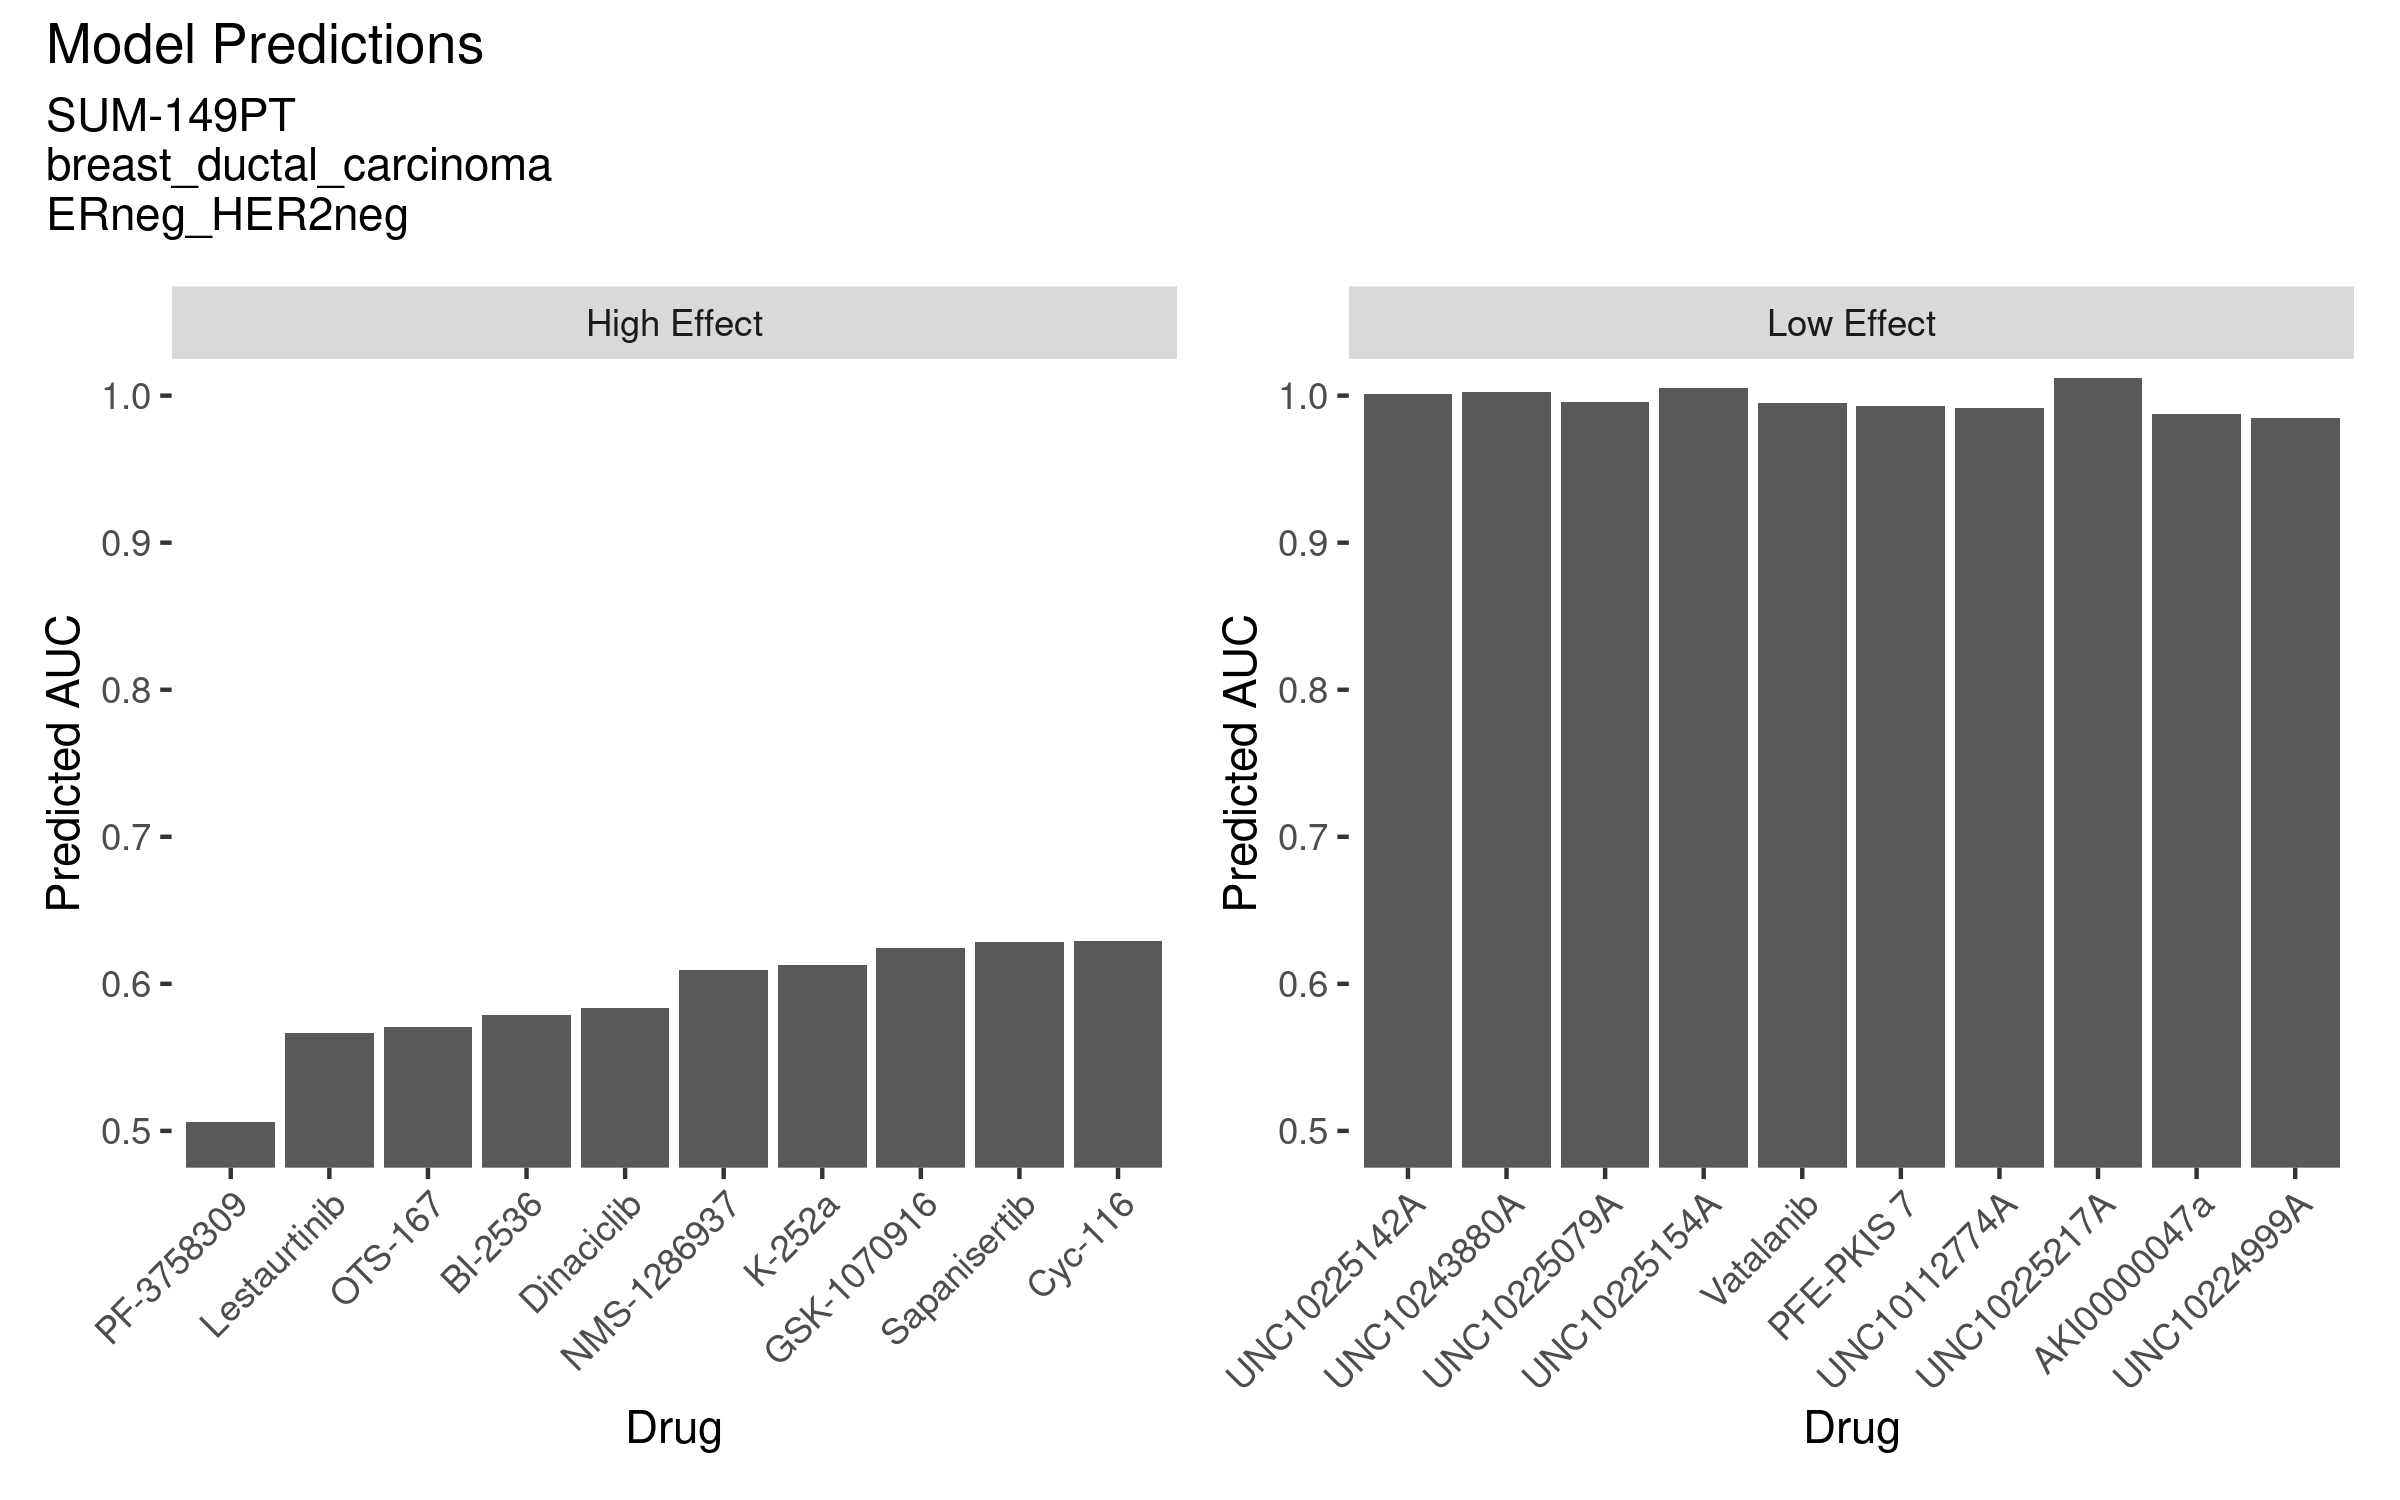 Model Predictions
SUM-149PT
breast_ductal_carcinoma
ERneg_HER2neg
High Effect
Predicted AUC
1.0
0.9
0.8
0.7
0.6
0.5
PF-3758309
Lestaurtinib
OTS-167
BI-2536
Dinaciclib
NMS-1286937
K-252a
GSK-1070916
Sapanisertib
Cyc-116
Drug
Low Effect
Predicted AUC
1.0
0.9
0.8
0.7
0.6
0.5
UNC10225142A
UNC10243880A
UNC10225079A
UNC10225154A
Vatalanib
PFE-PKIS 7
UNC10112774A
UNC10225217A
AKI00000047a
UNC10224999A
Drug